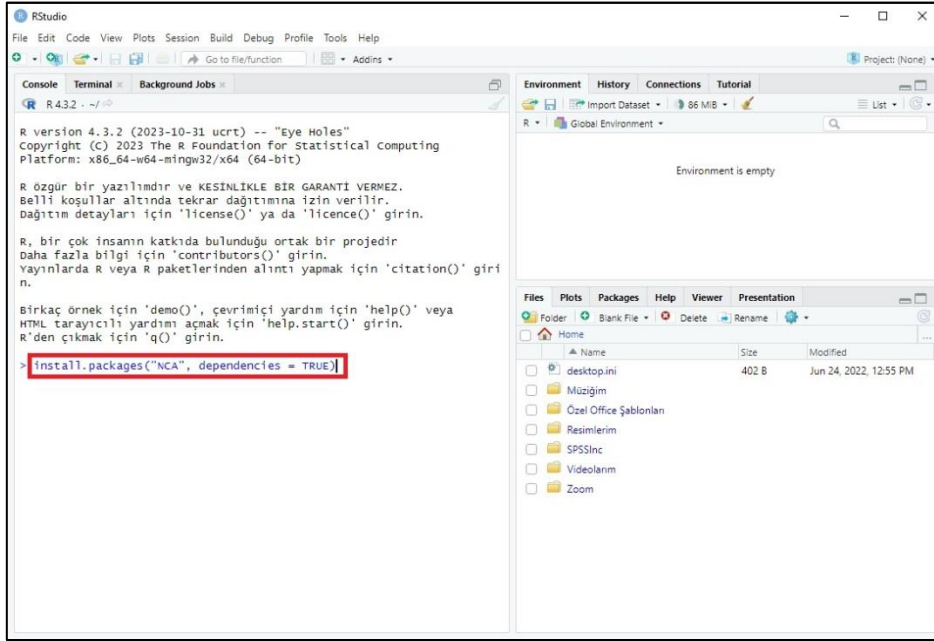 RStudio
File Edit Code View Plots Session Build Debug Profile Tools Help
Go to file/function Addins Project: (None)
Console Terminal Background Jobs
R 4.3.2 · ~/
R version 4.3.2 (2023-10-31 ucrt) -- "Eye Holes"
Copyright (C) 2023 The R Foundation for Statistical Computing
Platform: x86_64-w64-mingw32/x64 (64-bit)
R özgür bir yazılımdır ve KESİNLİKLE BİR GARANTİ VERMEZ.
Belli koşullar altında tekrar dağıtımına izin verilir.
Dağıtım detayları için 'license()' ya da 'licence()' girin.
R, bir çok insanın katkıda bulunduğu ortak bir projedir
Daha fazla bilgi için 'contributors()' girin.
Yayınlarda R veya R paketlerinden alıntı yapmak için 'citation()' giri
n.
Birkaç örnek için 'demo()', çevrimiçi yardım için 'help()' veya
HTML tarayıcılı yardımı açmak için 'help.start()' girin.
R'den çıkmak için 'q()' girin.
> install.packages("NCA", dependencies = TRUE)
Environment History Connections Tutorial
Import Dataset 86 MiB List
R Global Environment
Environment is empty
Files Plots Packages Help Viewer Presentation
Folder Blank File Delete Rename
Home
Name Size Modified
desktop.ini 402 B Jun 24, 2022, 12:55 PM
Müziğim
Özel Office Şablonları
Resimlerim
SPSSInc
Videolarım
Zoom